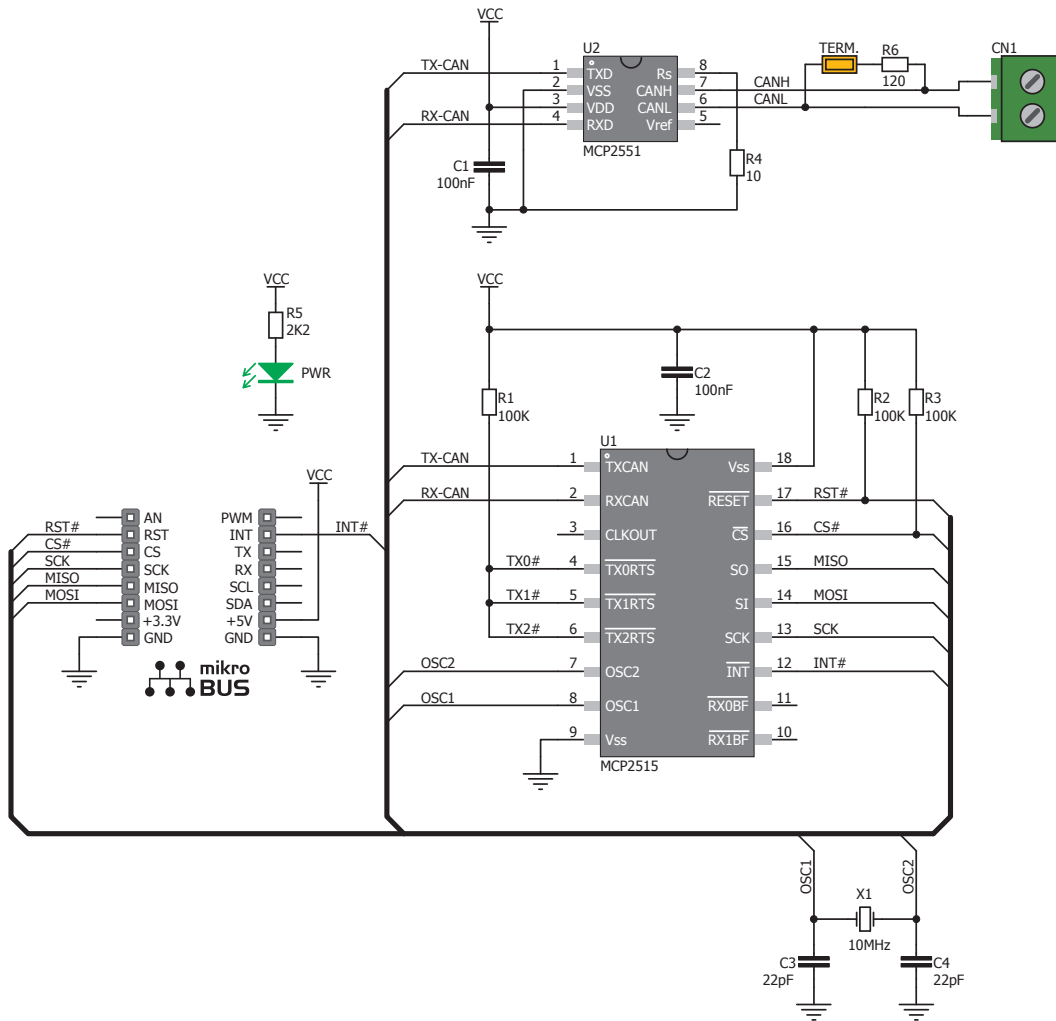 VCC
U2
TERM.
R6
CN1
TX-CAN
1
TXD
Rs
8
120
2
VSS
CANH
7
CANH
3
VDD
CANL
6
CANL
RX-CAN
4
RXD
Vref
5
MCP2551
C1
100nF
R4
10
VCC
R5
2K2
PWR
VCC
R1
100K
C2
100nF
R2
100K
R3
100K
U1
TX-CAN
1
TXCAN
Vss
18
RX-CAN
2
RXCAN
RESET
17
RST#
3
CLKOUT
CS
16
CS#
TX0#
4
TX0RTS
SO
15
MISO
TX1#
5
TX1RTS
SI
14
MOSI
TX2#
6
TX2RTS
SCK
13
SCK
OSC2
7
OSC2
INT
12
INT#
OSC1
8
OSC1
RX0BF
11
9
Vss
RX1BF
10
MCP2515
VCC
AN
PWM
RST#
RST
INT
INT#
CS#
CS
TX
SCK
SCK
RX
MISO
MISO
SCL
MOSI
MOSI
SDA
+3.3V
+5V
GND
GND
mikro
BUS
OSC1
OSC2
X1
10MHz
C3
22pF
C4
22pF